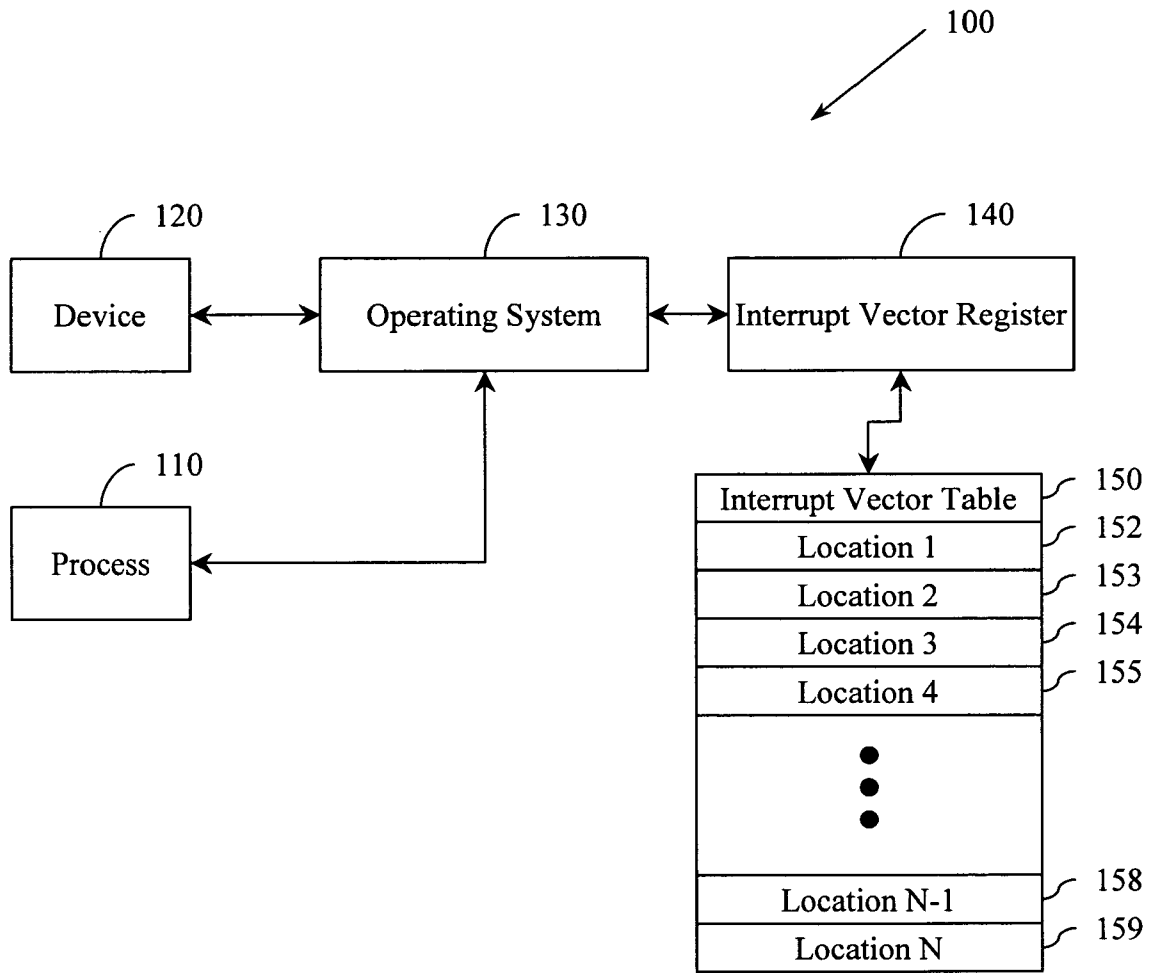 100
120
130
140
Device
Operating System
Interrupt Vector Register
110
Process
Interrupt Vector Table
150
Location 1
152
Location 2
153
Location 3
154
Location 4
155
Location N-1
158
Location N
159